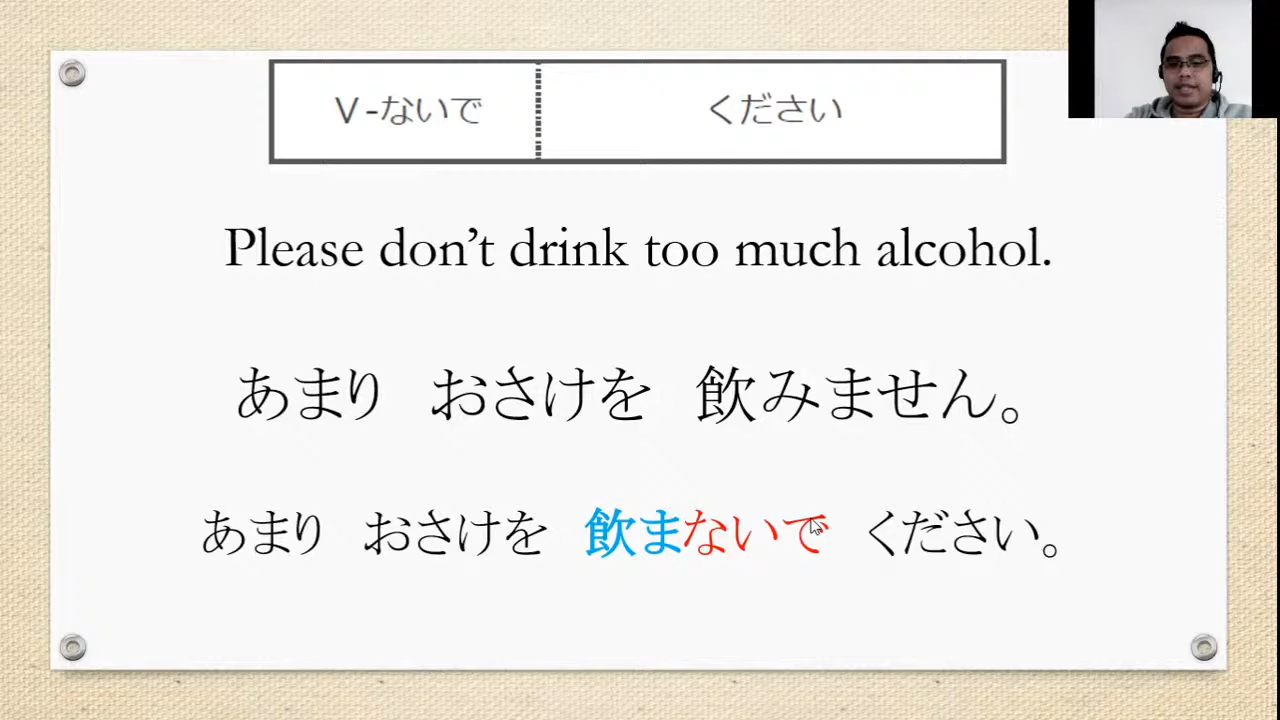 V-ないで ください
Please don't drink too much alcohol.
あまり おさけを 飲みません。
あまり おさけを 飲まないで ください。